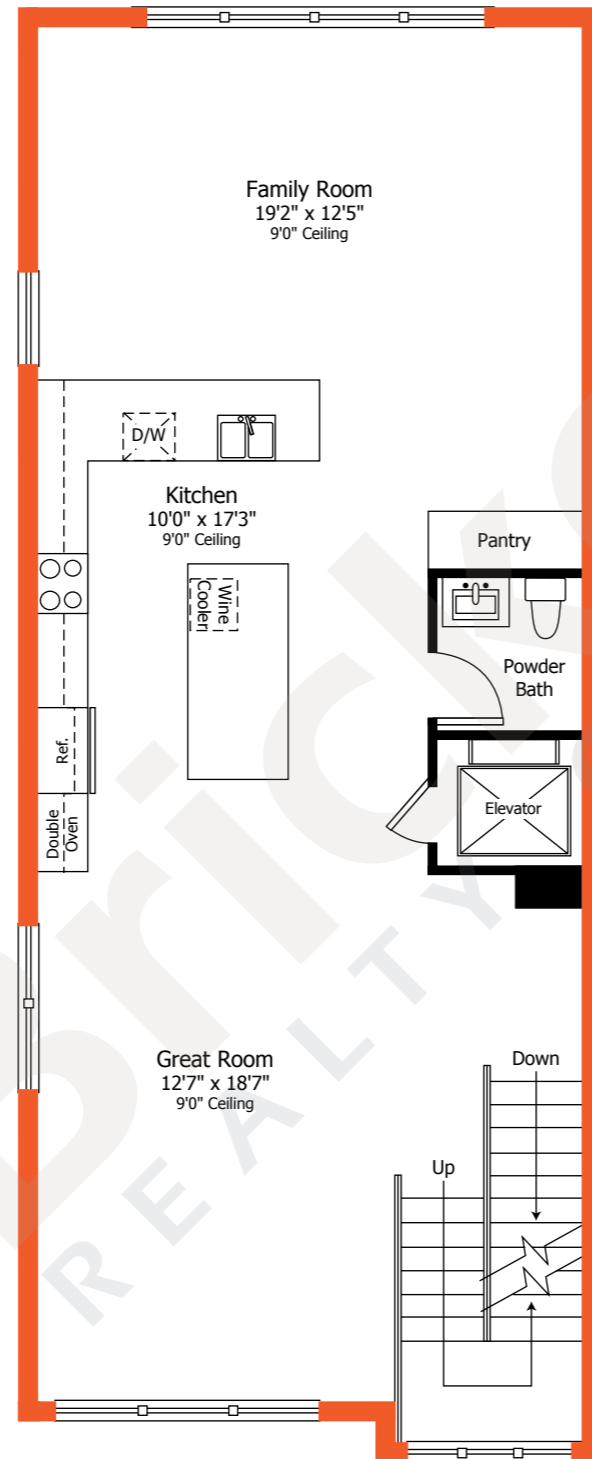 Family Room
19'2" x 12'5"
9'0" Ceiling
D/W
Kitchen
10'0" x 17'3"
9'0" Ceiling
Pantry
Wine
Cooler
Powder
Bath
Ref.
Elevator
Double
Oven
Great Room
12'7" x 18'7"
9'0" Ceiling
Down
Up
Bricks
REALTY